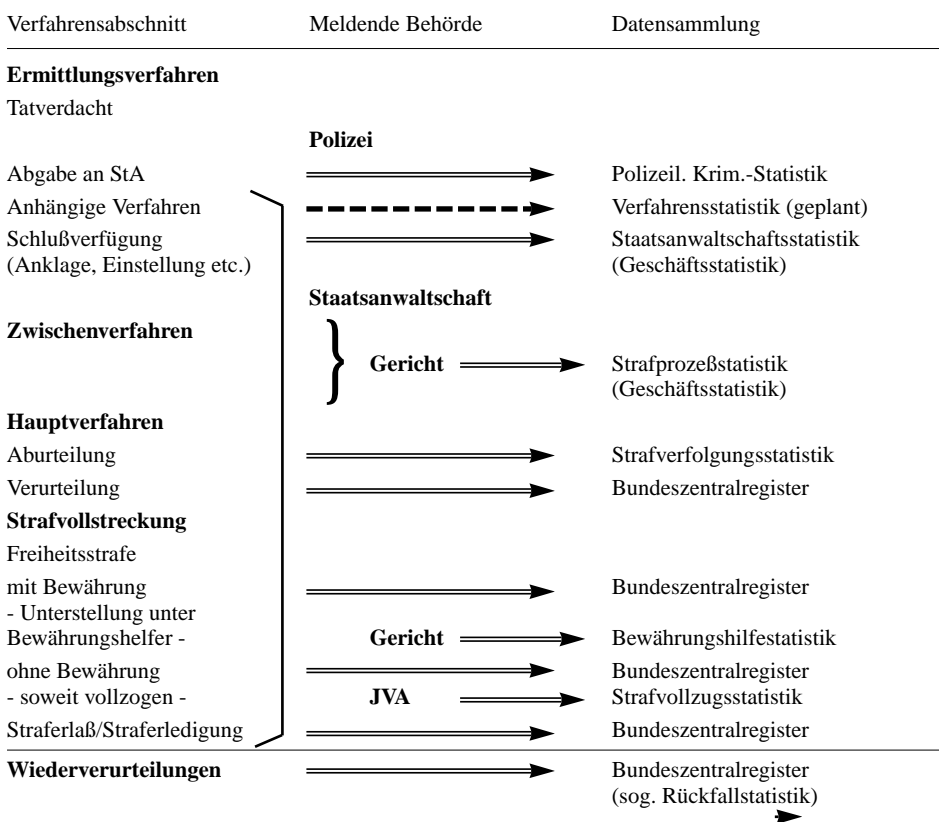 Verfahrensabschnitt Meldende Behörde Datensammlung
Ermittlungsverfahren
Tatverdacht
Polizei
Abgabe an StA Polizeil. Krim.-Statistik
Anhängige Verfahren Verfahrensstatistik (geplant)
Schlußverfügung Staatsanwaltschaftsstatistik
(Anklage, Einstellung etc.) (Geschäftsstatistik)
Staatsanwaltschaft
Zwischenverfahren
Gericht Strafprozeßstatistik
(Geschäftsstatistik)
Hauptverfahren
Aburteilung Strafverfolgungsstatistik
Verurteilung Bundeszentralregister
Strafvollstreckung
Freiheitsstrafe
mit Bewährung Bundeszentralregister
- Unterstellung unter
Bewährungshelfer - Gericht Bewährungshilfestatistik
ohne Bewährung Bundeszentralregister
- soweit vollzogen - JVA Strafvollzugsstatistik
Straferlaß/Straferledigung Bundeszentralregister
Wiederverurteilungen Bundeszentralregister
(sog. Rückfallstatistik)